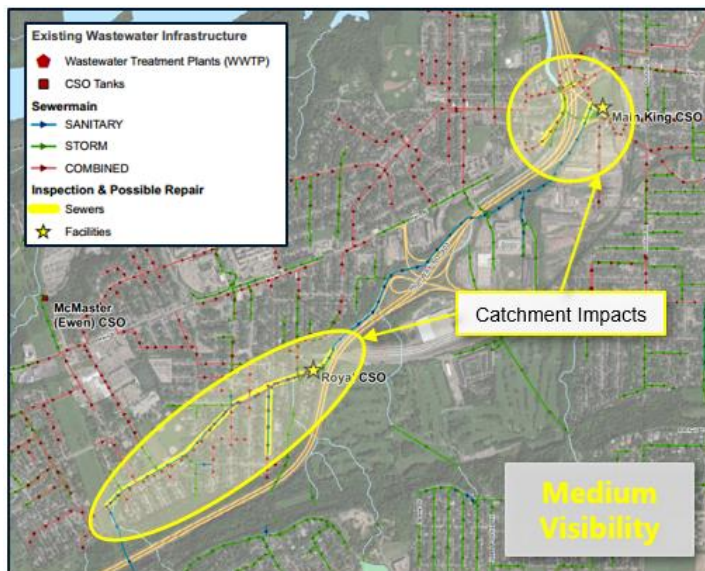 Existing Wastewater Infrastructure
Wastewater Treatment Plants (WWTP)
CSO Tanks
Sewermain
SANITARY
STORM
COMBINED
Inspection & Possible Repair
Sewers
Facilities
Main King CSO
McMaster
(Ewen) CSO
Catchment Impacts
Royal CSO
Medium
Visibility